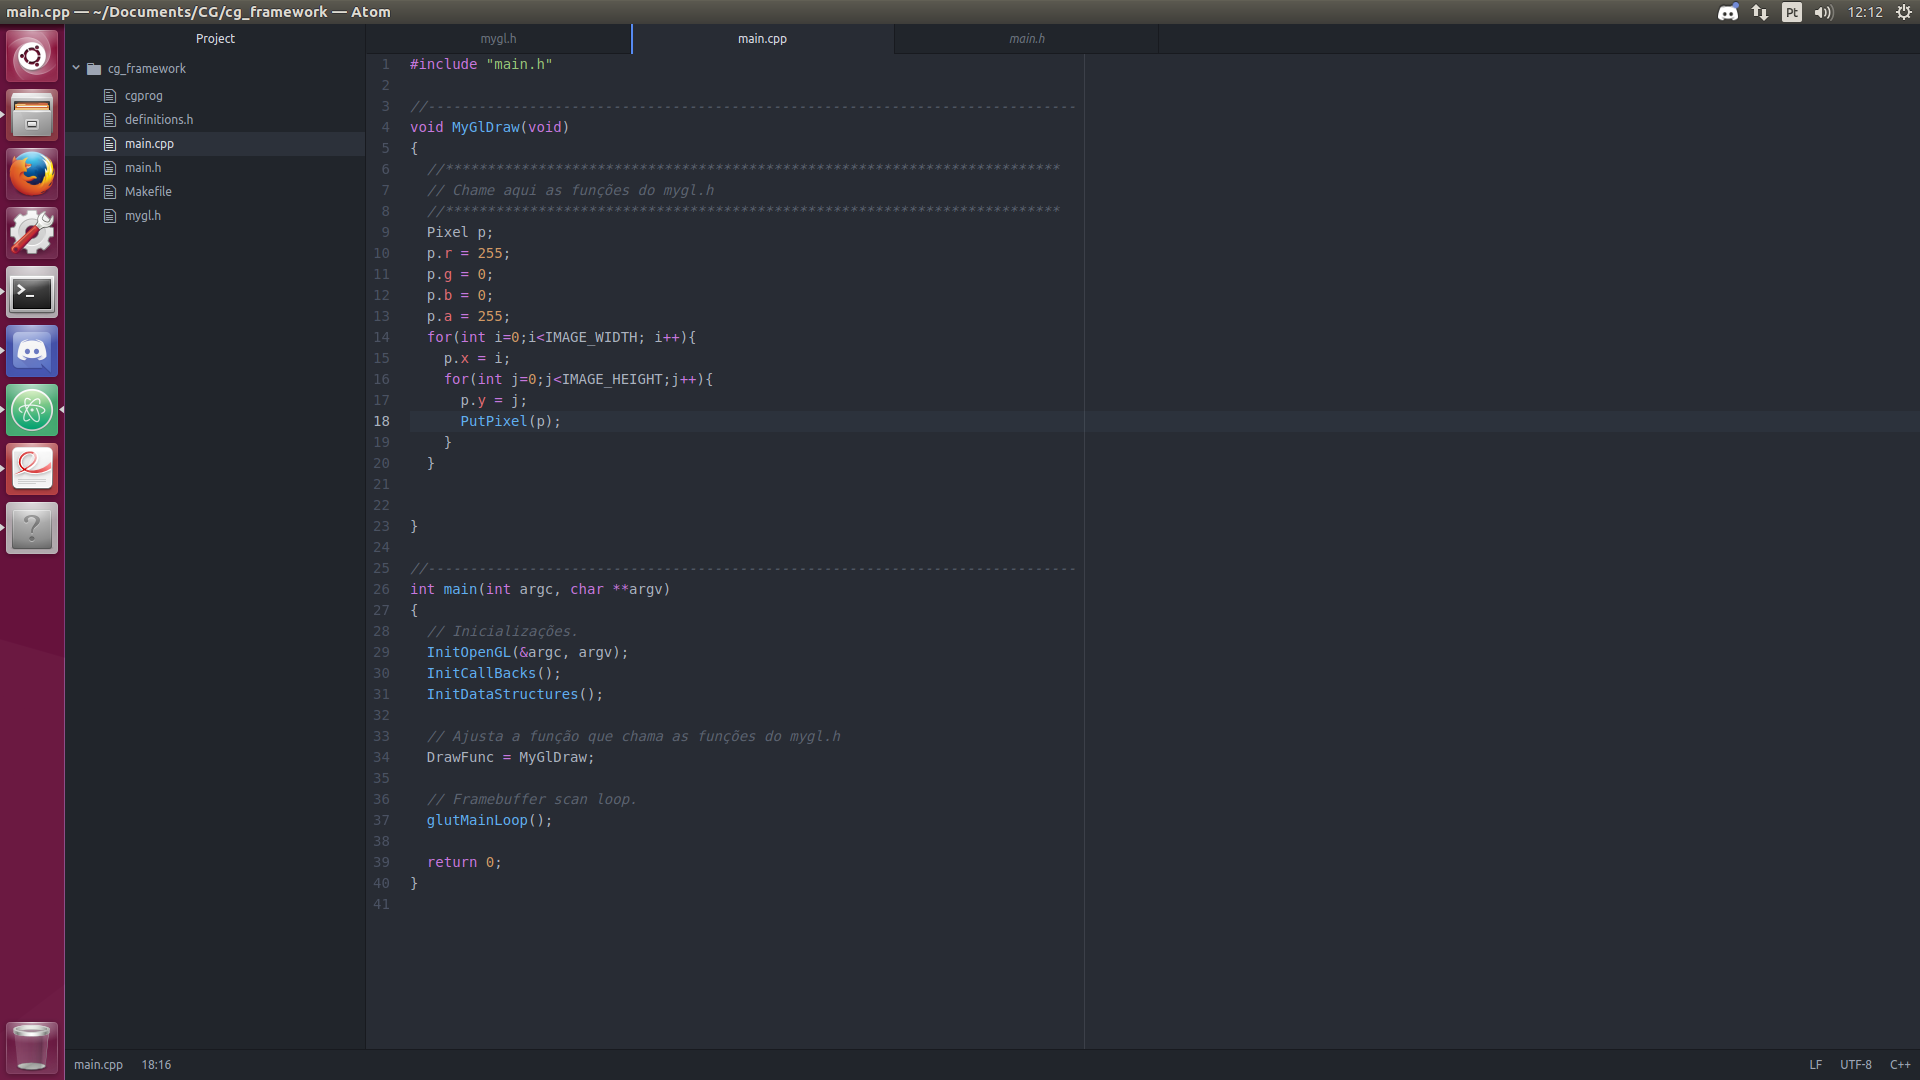 main.cpp — ~/Documents/CG/cg_framework — Atom
Pt
12:12
Project
mygl.h
main.cpp
main.h
cg_framework
cgprog
definitions.h
main.cpp
main.h
Makefile
mygl.h
1 #include "main.h"
2
3 //-----------------------------------------------------------------------------
4 void MyGlDraw(void)
5 {
6 //*************************************************************************
7 // Chame aqui as funções do mygl.h
8 //*************************************************************************
9 Pixel p;
10 p.r = 255;
11 p.g = 0;
12 p.b = 0;
13 p.a = 255;
14 for(int i=0;i<IMAGE_WIDTH; i++){
15 p.x = i;
16 for(int j=0;j<IMAGE_HEIGHT;j++){
17 p.y = j;
18 PutPixel(p);
19 }
20 }
21
22
23 }
24
25 //-----------------------------------------------------------------------------
26 int main(int argc, char **argv)
27 {
28 // Inicializações.
29 InitOpenGL(&argc, argv);
30 InitCallBacks();
31 InitDataStructures();
32
33 // Ajusta a função que chama as funções do mygl.h
34 DrawFunc = MyGlDraw;
35
36 // Framebuffer scan loop.
37 glutMainLoop();
38
39 return 0;
40 }
41
main.cpp 18:16
LF UTF-8 C++